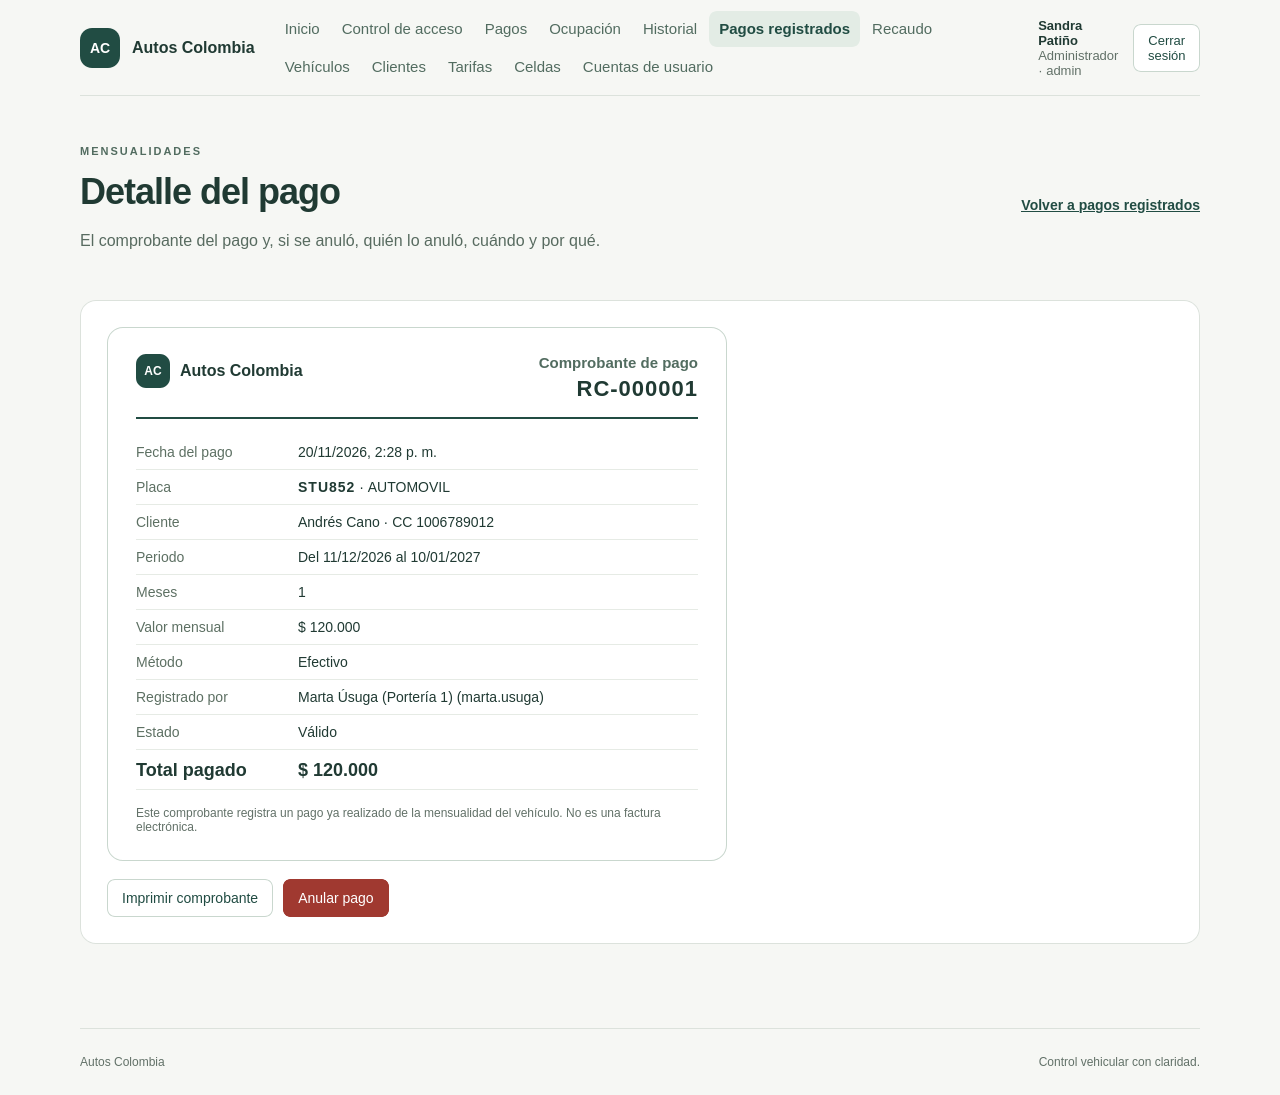 AC Autos Colombia
Inicio Control de acceso Pagos Ocupación Historial Pagos registrados Recaudo
Vehículos Clientes Tarifas Celdas Cuentas de usuario
Sandra
Patiño
Administrador
· admin
Cerrar
sesión
MENSUALIDADES
Detalle del pago
Volver a pagos registrados
El comprobante del pago y, si se anuló, quién lo anuló, cuándo y por qué.
AC Autos Colombia
Comprobante de pago
RC-000001
Fecha del pago 20/11/2026, 2:28 p. m.
Placa STU852 · AUTOMOVIL
Cliente Andrés Cano · CC 1006789012
Periodo Del 11/12/2026 al 10/01/2027
Meses 1
Valor mensual $ 120.000
Método Efectivo
Registrado por Marta Úsuga (Portería 1) (marta.usuga)
Estado Válido
Total pagado $ 120.000
Este comprobante registra un pago ya realizado de la mensualidad del vehículo. No es una factura
electrónica.
Imprimir comprobante Anular pago
Autos Colombia Control vehicular con claridad.